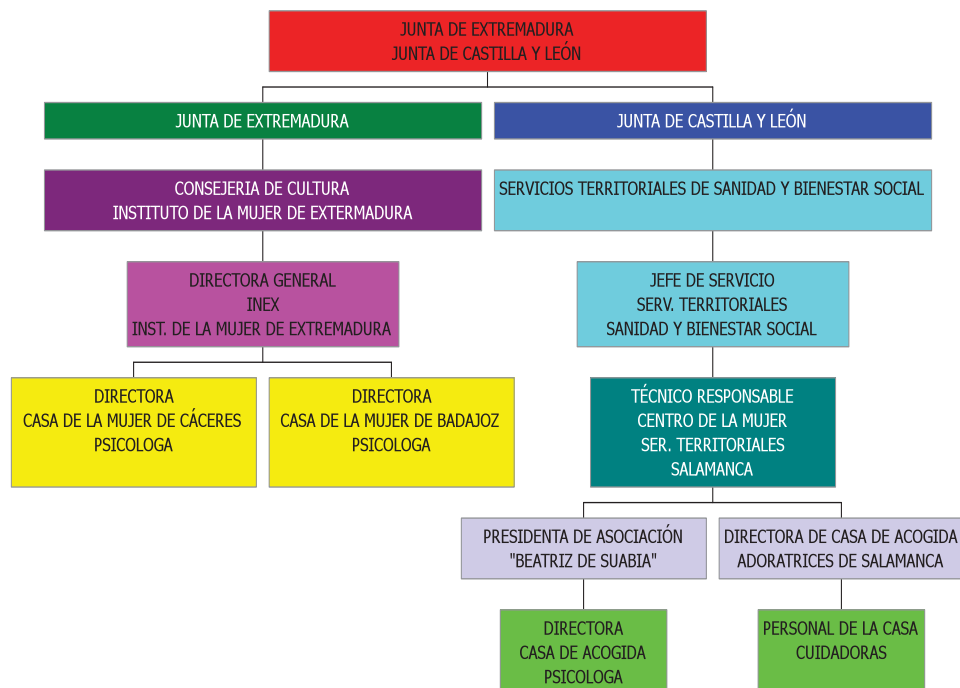 JUNTA DE EXTREMADURA
JUNTA DE CASTILLA Y LEÓN
JUNTA DE EXTREMADURA
JUNTA DE CASTILLA Y LEÓN
CONSEJERIA DE CULTURA
INSTITUTO DE LA MUJER DE EXTERMADURA
SERVICIOS TERRITORIALES DE SANIDAD Y BIENESTAR SOCIAL
DIRECTORA GENERAL
INEX
INST. DE LA MUJER DE EXTREMADURA
JEFE DE SERVICIO
SERV. TERRITORIALES
SANIDAD Y BIENESTAR SOCIAL
DIRECTORA
CASA DE LA MUJER DE CÁCERES
PSICOLOGA
DIRECTORA
CASA DE LA MUJER DE BADAJOZ
PSICOLOGA
TÉCNICO RESPONSABLE
CENTRO DE LA MUJER
SER. TERRITORIALES
SALAMANCA
PRESIDENTA DE ASOCIACIÓN
"BEATRIZ DE SUABIA"
DIRECTORA DE CASA DE ACOGIDA
ADORATRICES DE SALAMANCA
DIRECTORA
CASA DE ACOGIDA
PSICOLOGA
PERSONAL DE LA CASA
CUIDADORAS